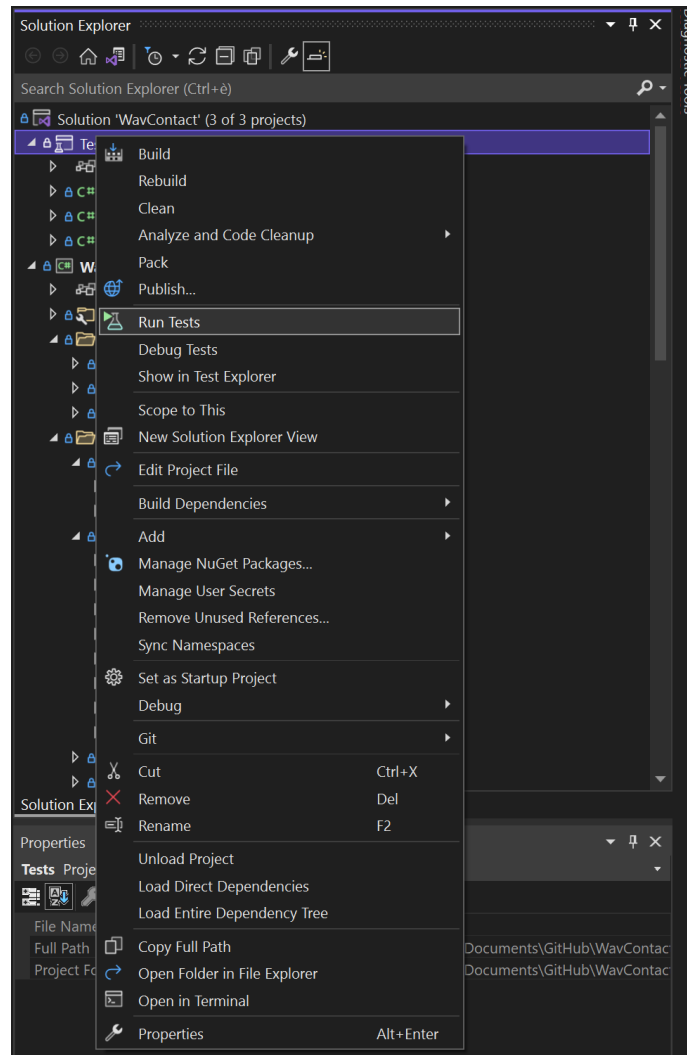 Solution Explorer
Diagnostic Tools
Search Solution Explorer (Ctrl+è)
Solution 'WavContact' (3 of 3 projects)
Build
Rebuild
Clean
Analyze and Code Cleanup
Pack
Publish...
Run Tests
Debug Tests
Show in Test Explorer
Scope to This
New Solution Explorer View
Edit Project File
Build Dependencies
Add
Manage NuGet Packages...
Manage User Secrets
Remove Unused References...
Sync Namespaces
Set as Startup Project
Debug
Git
Cut Ctrl+X
Remove Del
Rename F2
Unload Project
Load Direct Dependencies
Load Entire Dependency Tree
Copy Full Path
Open Folder in File Explorer
Open in Terminal
Properties Alt+Enter
Solution Exp
Properties
Tests Proje
File Name
Full Path Documents\GitHub\WavContac
Project Fo Documents\GitHub\WavContac